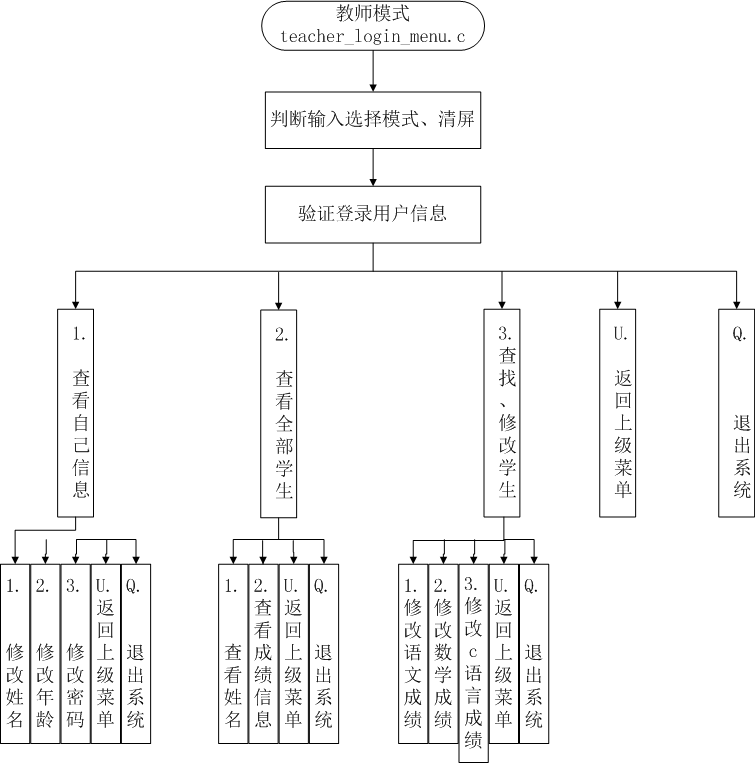 教师模式
teacher_login_menu.c
判断输入选择模式、清屏
验证登录用户信息
1. 查看自己信息
2. 查看全部学生
3.查找、修改学生
U. 返回上级菜单
Q. 退出系统
1. 修改姓名
2. 修改年龄
3. 修改密码
U.返回上级菜单
Q. 退出系统
1. 查看姓名
2.查看成绩信息
U.返回上级菜单
Q. 退出系统
1.修改语文成绩
2.修改数学成绩
3.修改c语言成绩
U.返回上级菜单
Q. 退出系统